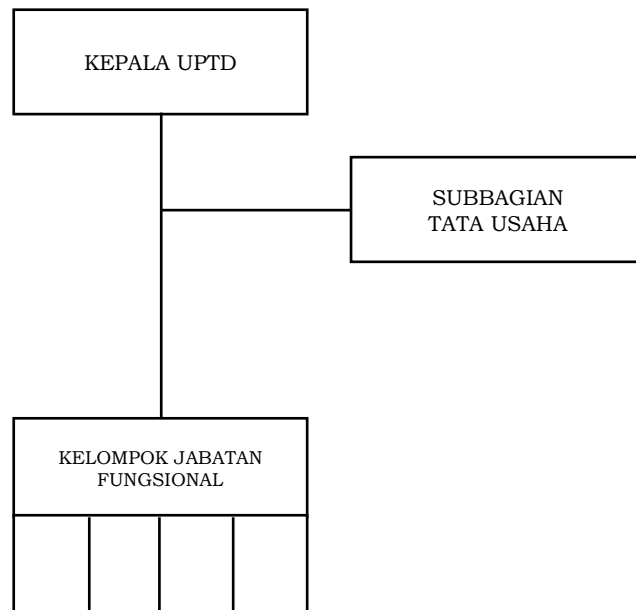 KEPALA UPTD
SUBBAGIAN
TATA USAHA
KELOMPOK JABATAN
FUNGSIONAL